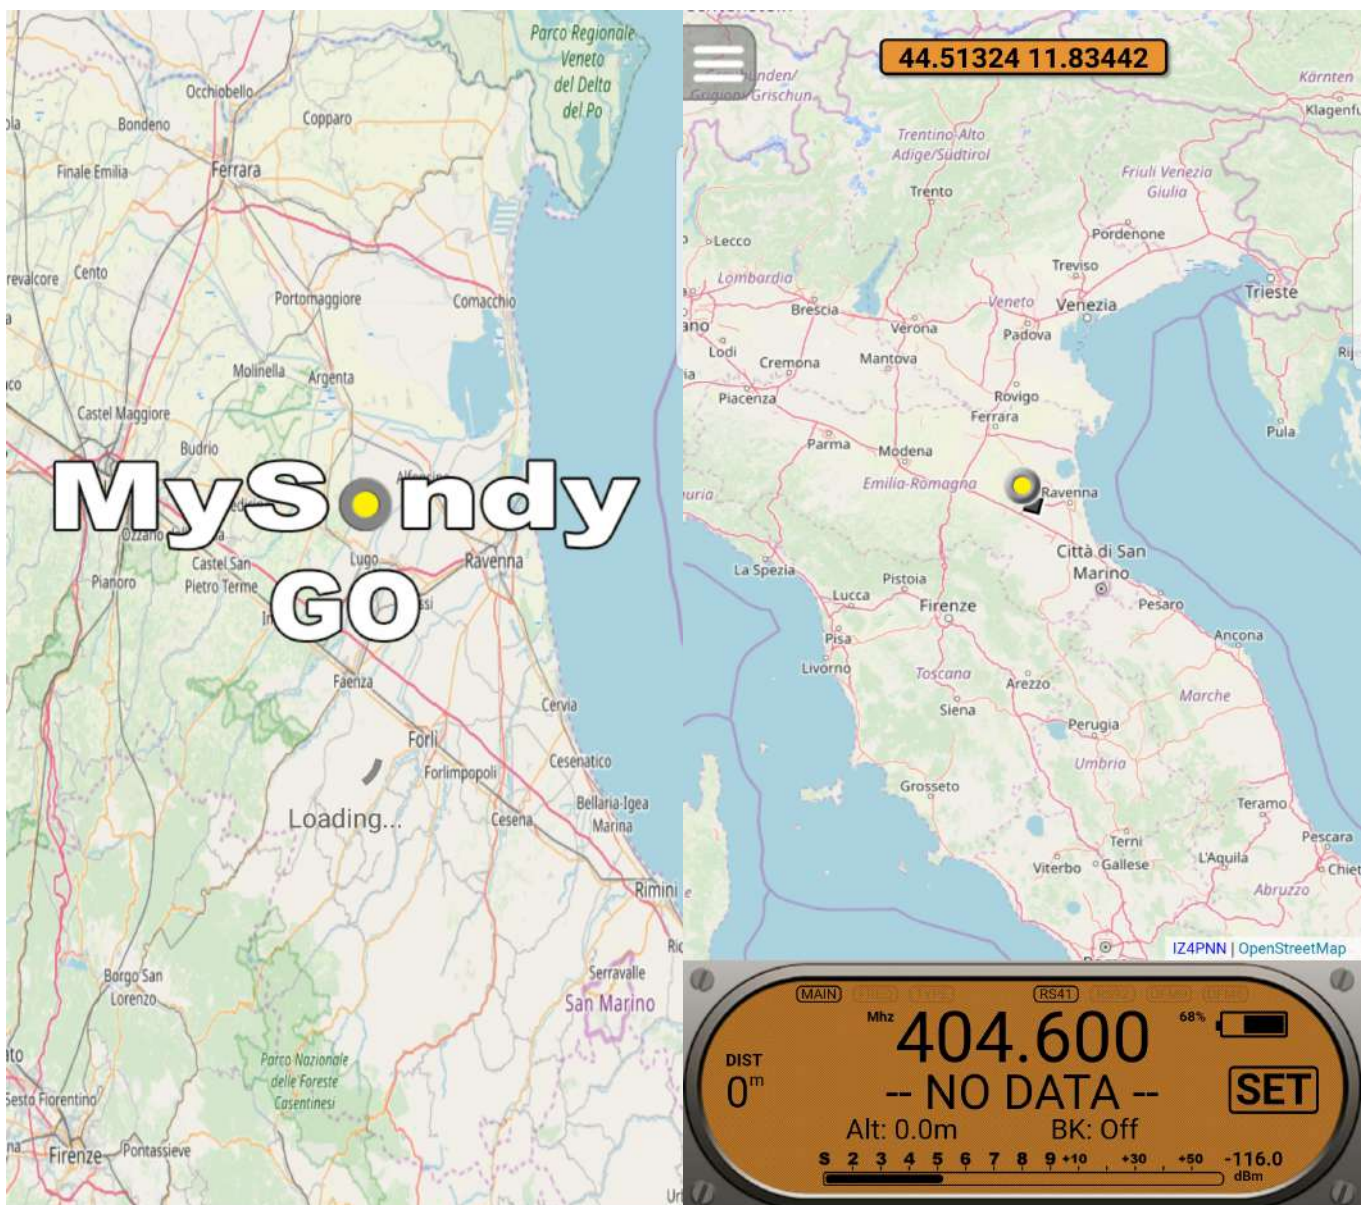 Parco Regionale
Veneto
del Delta
del Po
Occhiobello
Bondeno
Copparo
Finale Emilia
Ferrara
Cento
revalcore
Portomaggiore
Comacchio
Molinella
Argenta
Castel Maggiore
Budrio
MySondy
GO
Castel San
Pietro Terme
Pianoro
Lugo
Ravenna
Faenza
Cervia
Forlì
Forlimpopoli
Cesenatico
Loading...
Cesena
Bellaria-Igea
Marina
Rimini
Borgo San
Lorenzo
Serravalle
San Marino
Parco Nazionale
delle Foreste
Casentinesi
Sesto Fiorentino
Firenze
Pontassieve
44.51324 11.83442
Kärnten
Klagenfu
Trentino-Alto
Adige/Südtirol
Friuli Venezia
Giulia
Trento
Pordenone
Lecco
Treviso
Lombardia
Brescia
Veneto
Venezia
Trieste
Verona
Padova
Lodi
Cremona
Mantova
Piacenza
Rovigo
Ferrara
Parma
Modena
Pula
Emilia-Romagna
Ravenna
Città di San
Marino
La Spezia
Pistoia
Lucca
Firenze
Pesaro
Pisa
Ancona
Livorno
Toscana
Arezzo
Marche
Siena
Perugia
Umbria
Grosseto
Teramo
Terni
Pescara
Viterbo
Gallese
L'Aquila
Chiet
Abruzzo
IZ4PNN | OpenStreetMap
MAIN FREQ TYPE RS41 RS92 DFM9 DFM6
Mhz 404.600 68%
DIST
0m -- NO DATA -- SET
Alt: 0.0m BK: Off
S 2 3 4 5 6 7 8 9 +10 +30 +50 -116.0
dBm